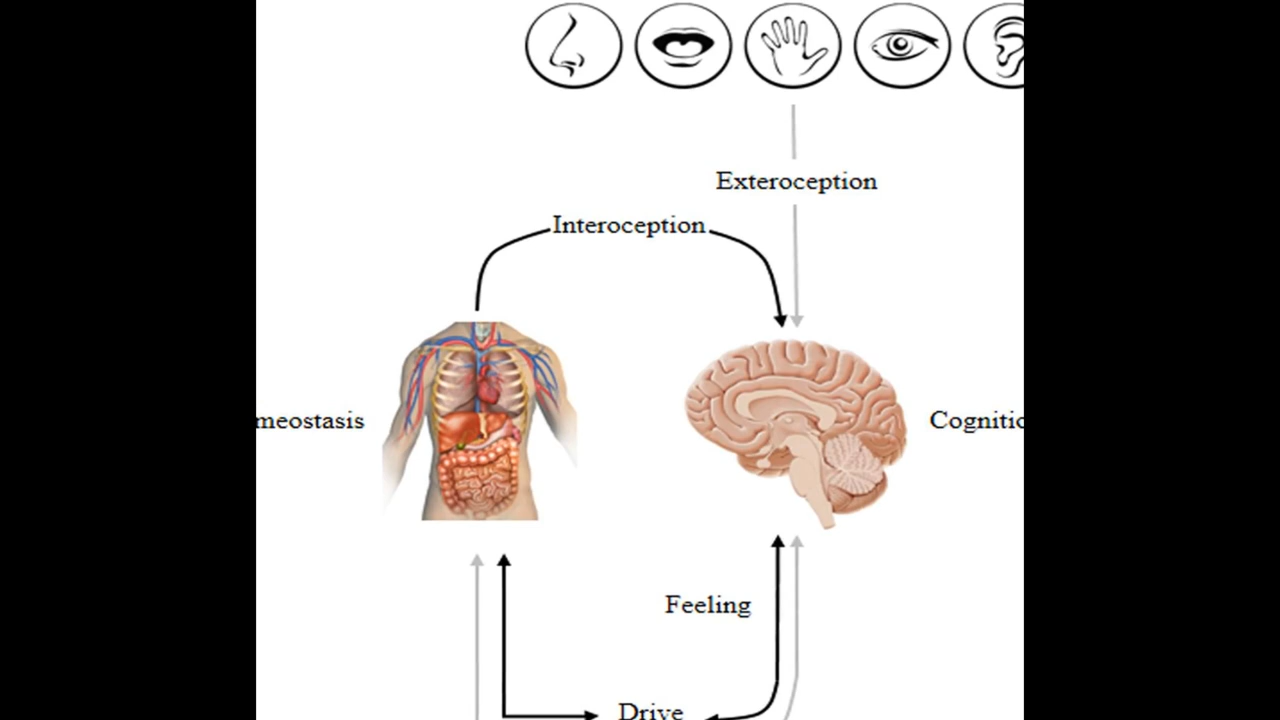 Exteroception
Interoception
meostasis
Cognitio
Feeling
Drive